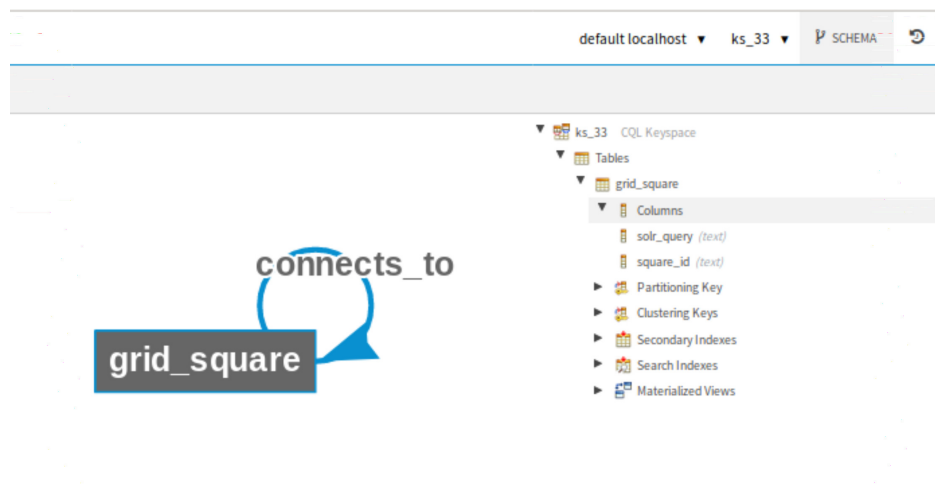 default localhost ▼ ks_33 ▼ SCHEMA
ks_33 CQL Keyspace
Tables
grid_square
Columns
solr_query (text)
square_id (text)
Partitioning Key
Clustering Keys
Secondary Indexes
Search Indexes
Materialized Views
connects_to
grid_square